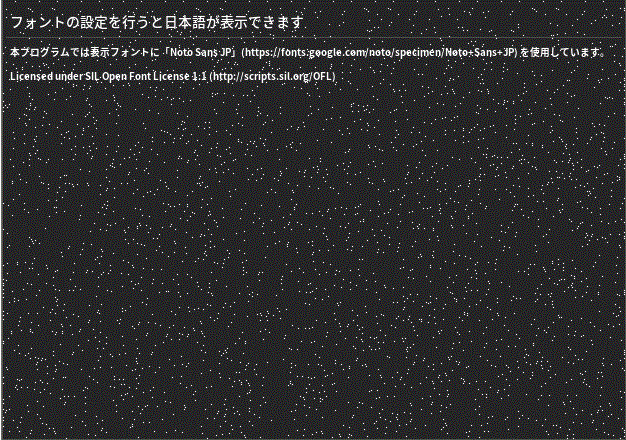 フォントの設定を行うと日本語が表示できます
本プログラムでは表示フォントに「Noto Sans JP」(https://fonts.google.com/noto/specimen/Noto+Sans+JP) を使用しています。
Licensed under SIL Open Font License 1.1 (http://scripts.sil.org/OFL)